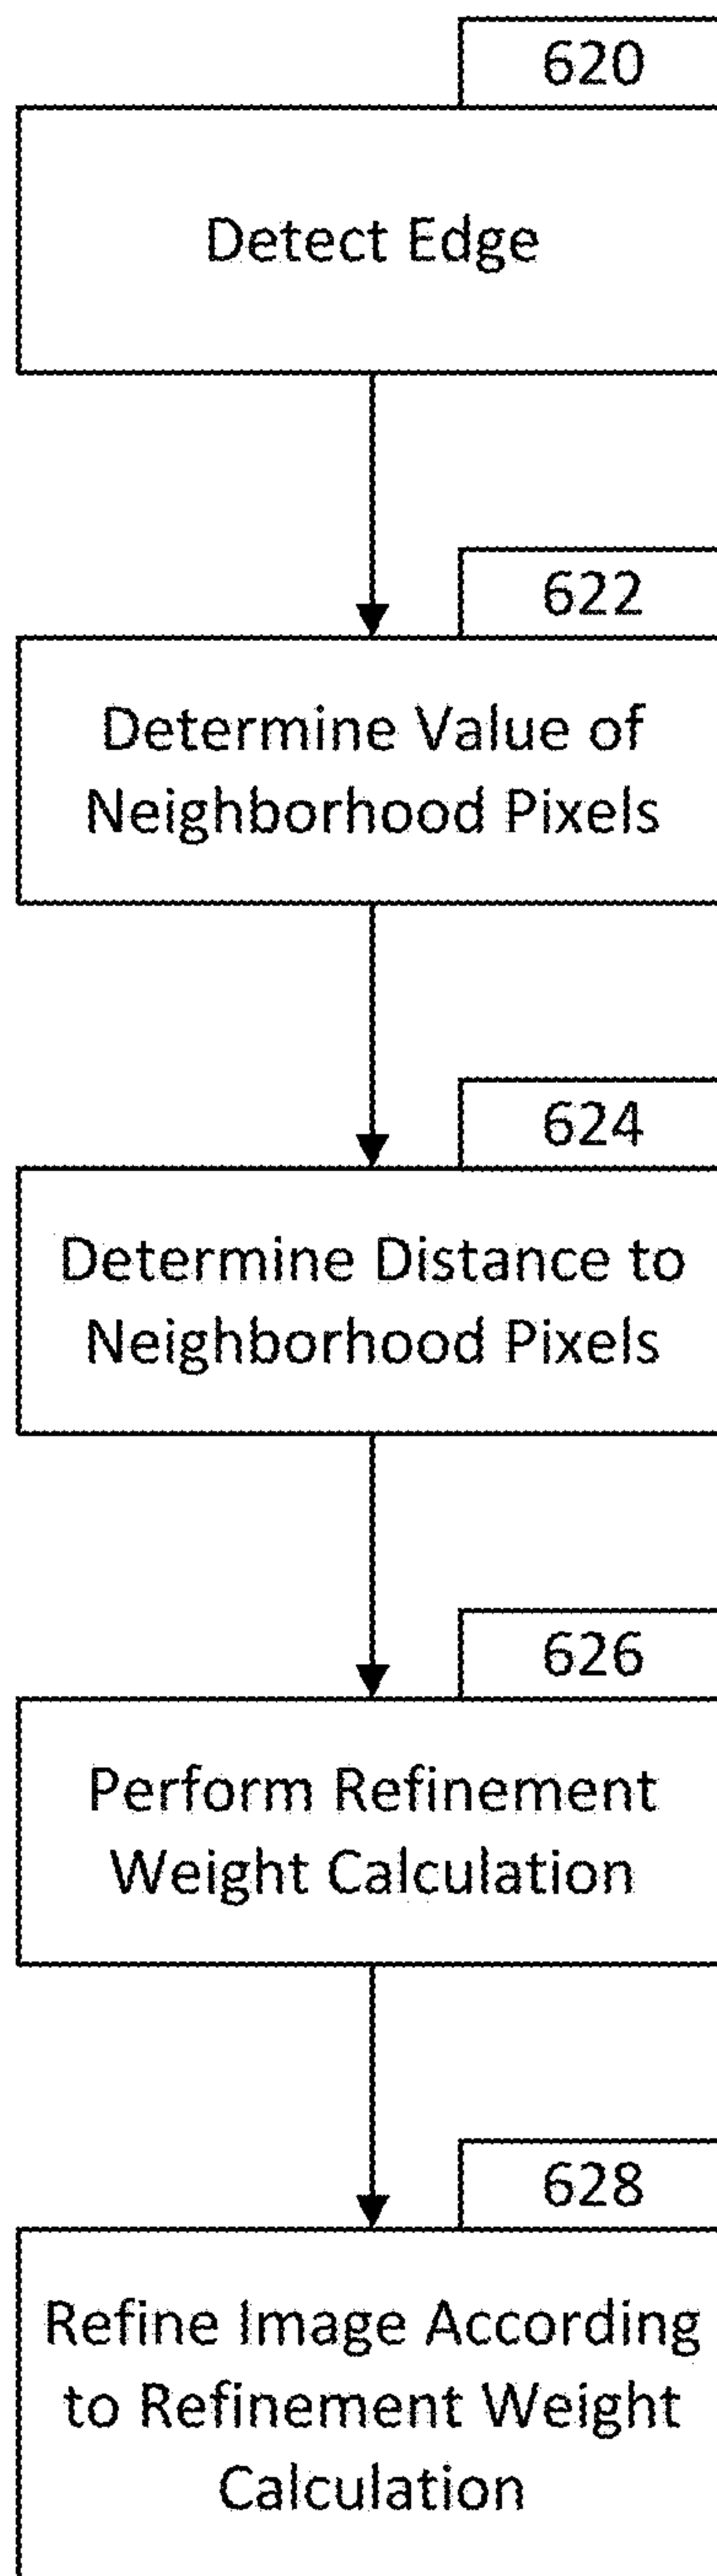 620
Detect Edge
622
Determine Value of
Neighborhood Pixels
624
Determine Distance to
Neighborhood Pixels
626
Perform Refinement
Weight Calculation
628
Refine Image According
to Refinement Weight
Calculation